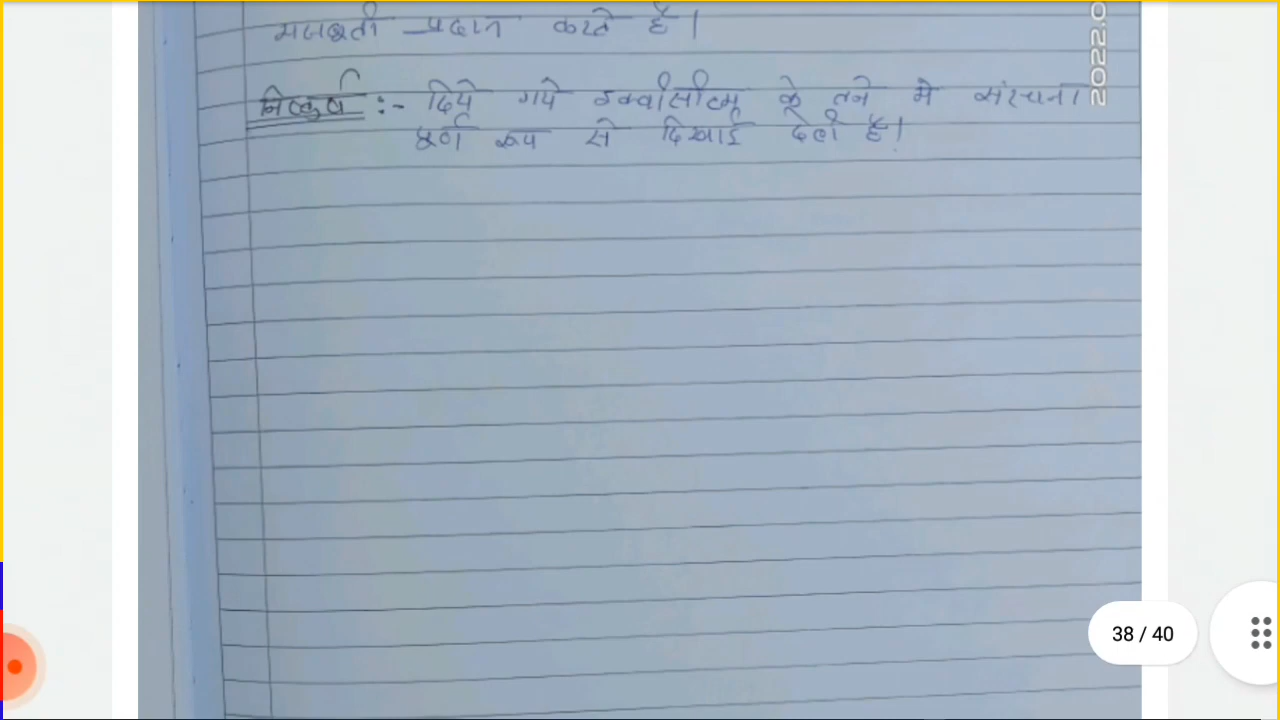 मजबूती प्रदान करते है।
निष्कर्ष :- दिये गये इक्वीसीटम के तने मे संरचना
पूर्ण रूप से दिखाई देती है।
2022.0
38 / 40